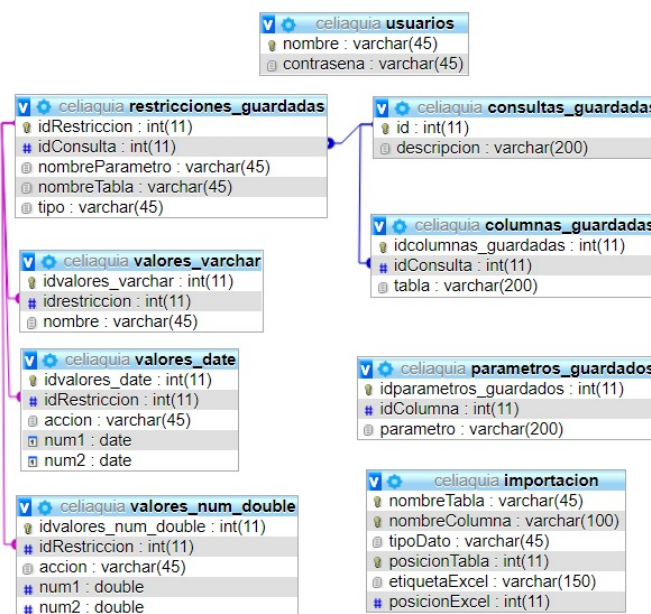 celiaquia usuarios
nombre : varchar(45)
contrasena : varchar(45)
V celiaquia restricciones_guardadas
idRestriccion : int(11)
# idConsulta : int(11)
nombreParametro : varchar(45)
nombreTabla : varchar(45)
tipo : varchar(45)
V celiaquia consultas_guardadas
id : int(11)
descripcion : varchar(200)
V celiaquia columnas_guardadas
idcolumnas_guardadas : int(11)
# idConsulta : int(11)
tabla : varchar(200)
V celiaquia valores_varchar
idvalores_varchar : int(11)
# idrestriccion : int(11)
nombre : varchar(45)
V celiaquia valores_date
idvalores_date : int(11)
# idRestriccion : int(11)
accion : varchar(45)
num1 : date
num2 : date
V celiaquia parametros_guardados
idparametros_guardados : int(11)
# idColumna : int(11)
parametro : varchar(200)
V celiaquia valores_num_double
idvalores_num_double : int(11)
# idRestriccion : int(11)
accion : varchar(45)
# num1 : double
# num2 : double
V celiaquia importacion
nombreTabla : varchar(45)
nombreColumna : varchar(100)
tipoDato : varchar(45)
posicionTabla : int(11)
etiquetaExcel : varchar(150)
# posicionExcel : int(11)